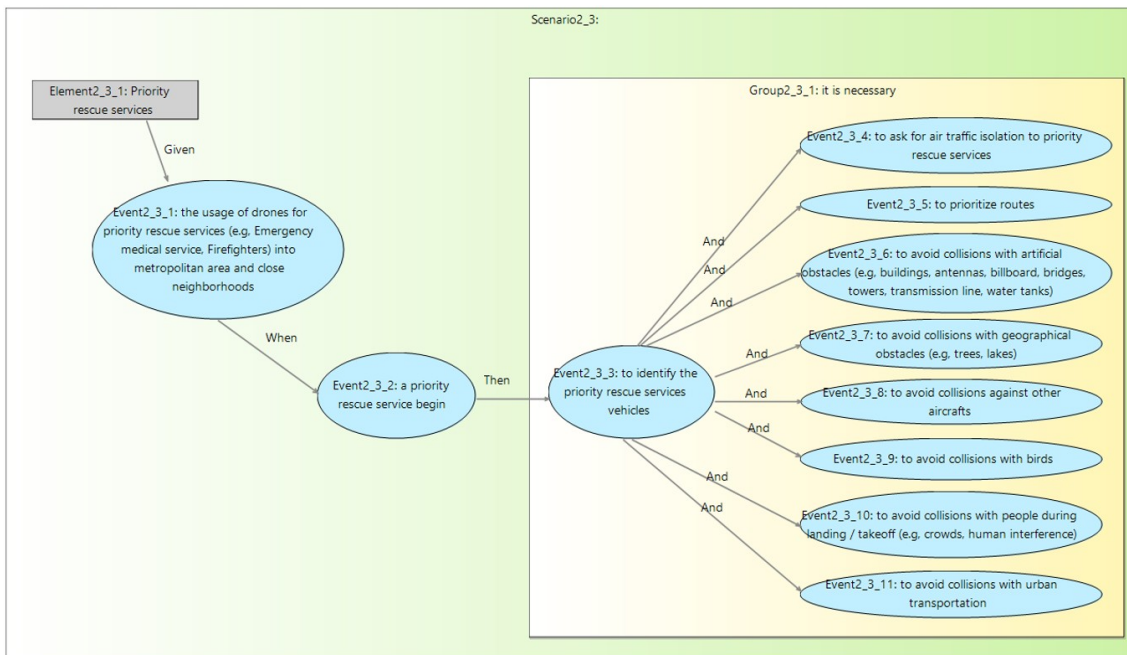 Scenario2_3:
Element2_3_1: Priority
rescue services
Given
Event2_3_1: the usage of drones for
priority rescue services (e.g, Emergency
medical service, Firefighters) into
metropolitan area and close
neighborhoods
When
Event2_3_2: a priority
rescue service begin
Then
Group2_3_1: it is necessary
Event2_3_3: to identify the
priority rescue services
vehicles
And
Event2_3_4: to ask for air traffic isolation to priority
rescue services
And
Event2_3_5: to prioritize routes
And
Event2_3_6: to avoid collisions with artificial
obstacles (e.g, buildings, antennas, billboard, bridges,
towers, transmission line, water tanks)
And
Event2_3_7: to avoid collisions with geographical
obstacles (e.g, trees, lakes)
And
Event2_3_8: to avoid collisions against other
aircrafts
And
Event2_3_9: to avoid collisions with birds
And
Event2_3_10: to avoid collisions with people during
landing / takeoff (e.g, crowds, human interference)
And
Event2_3_11: to avoid collisions with urban
transportation